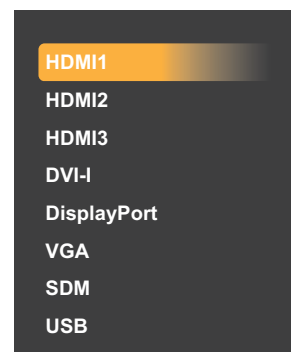 HDMI1
HDMI2
HDMI3
DVI-I
DisplayPort
VGA
SDM
USB